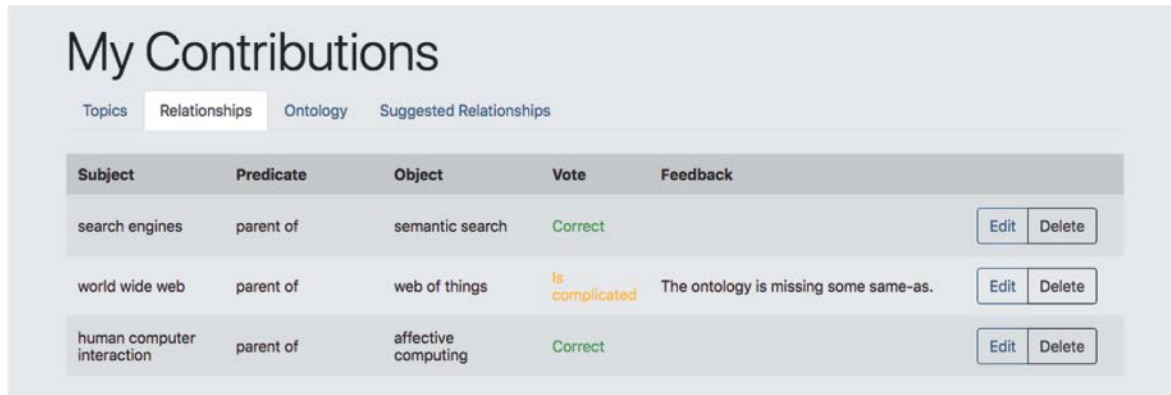 My Contributions
Topics Relationships Ontology Suggested Relationships
Subject Predicate Object Vote Feedback
search engines parent of semantic search Correct Edit Delete
world wide web parent of web of things Is complicated The ontology is missing some same-as. Edit Delete
human computer interaction parent of affective computing Correct Edit Delete